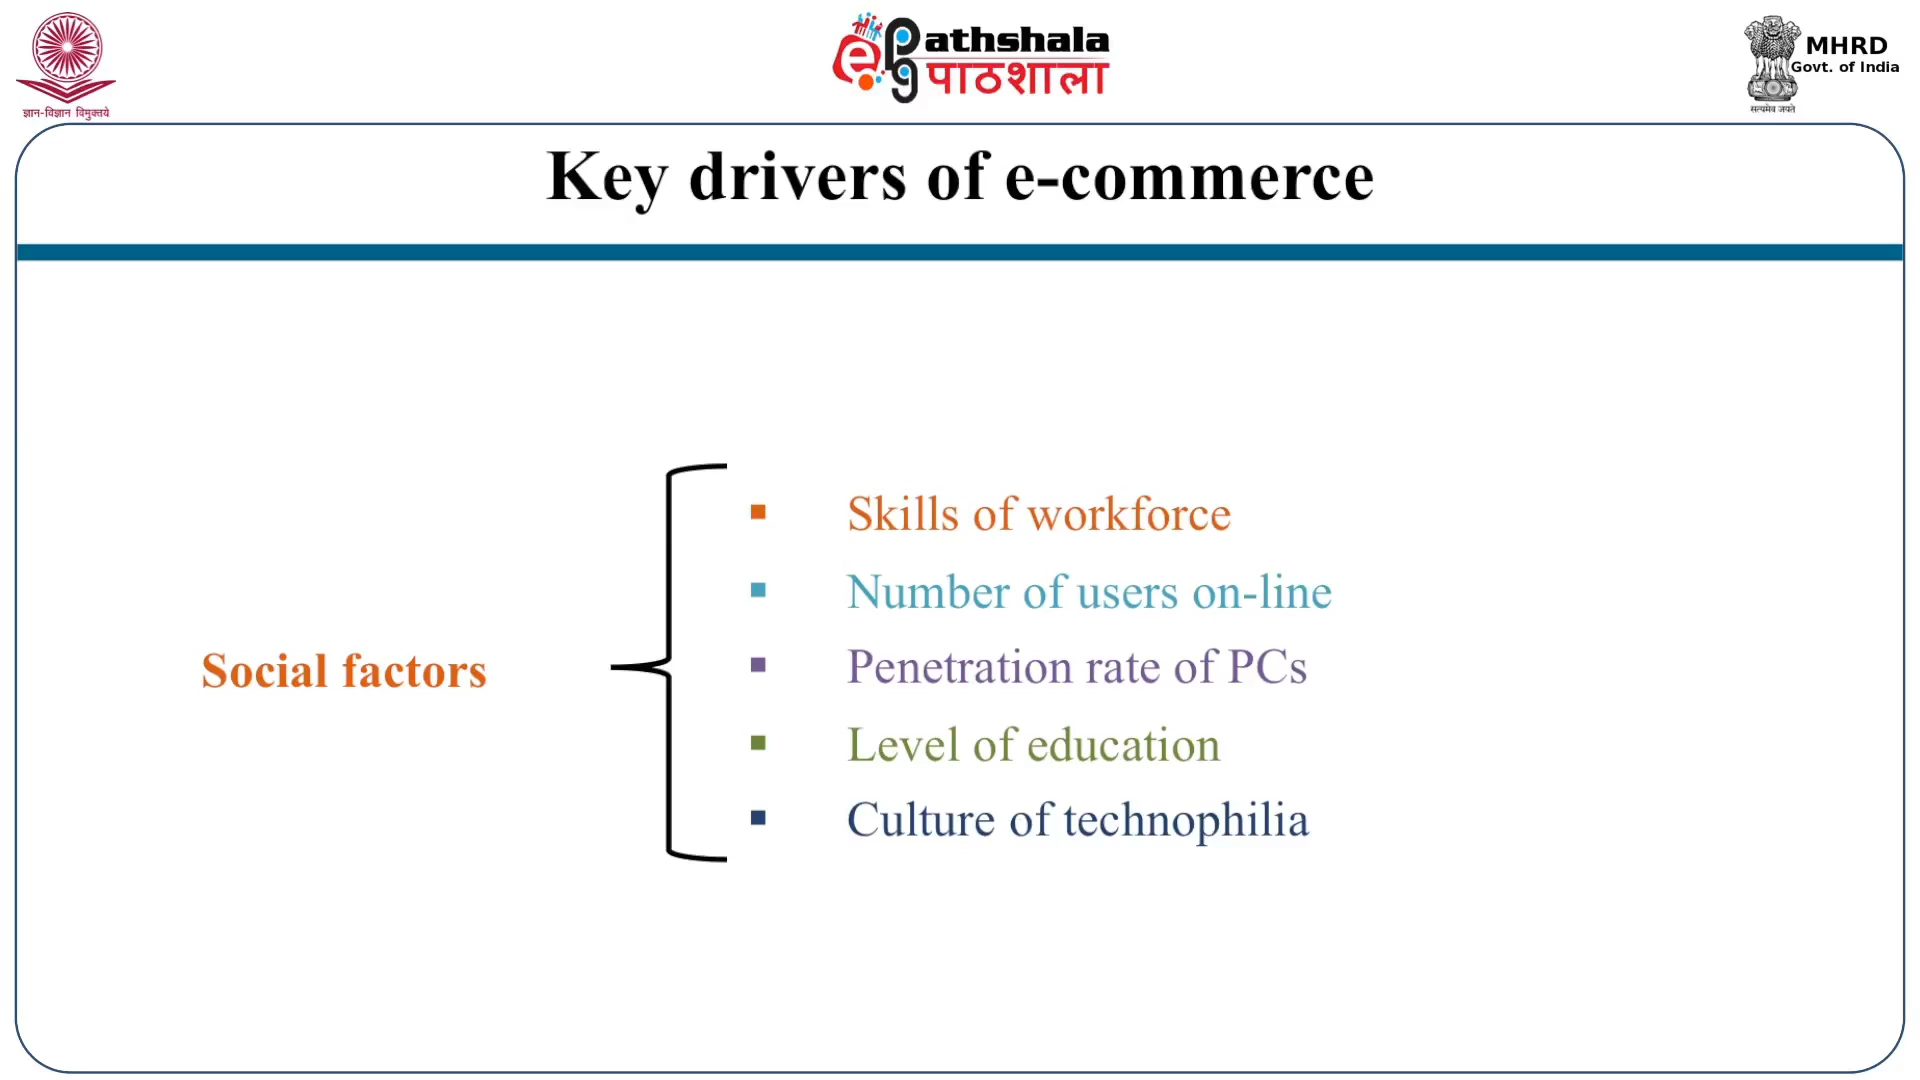 ज्ञान-विज्ञान विमुक्तये
ePathshala
पाठशाला
MHRD
Govt. of India
सत्यमेव जयते
Key drivers of e-commerce
Social factors
Skills of workforce
Number of users on-line
Penetration rate of PCs
Level of education
Culture of technophilia